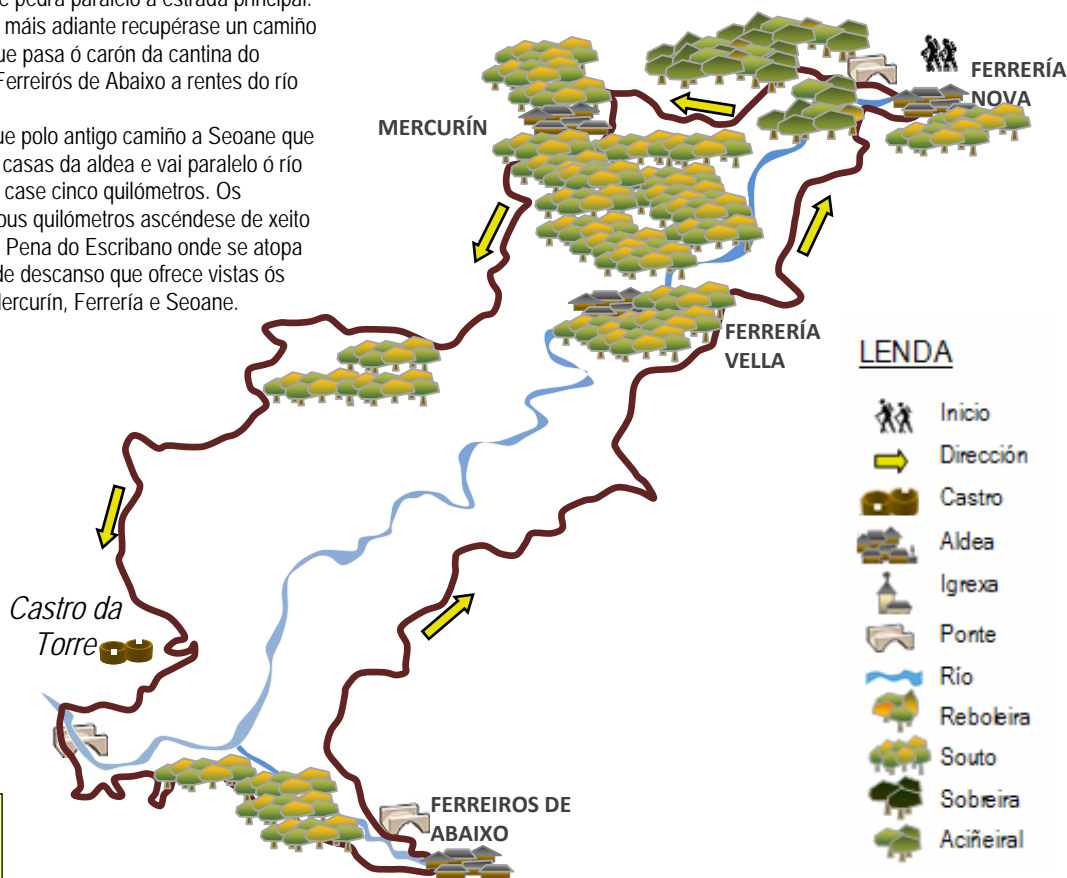 e pedra paralelo á estrada principal.
máis adiante recupérase un camiño
ue pasa ó carón da cantina do
Ferreirós de Abaixo a rentes do río
ue polo antigo camiño a Seoane que
casas da aldea e vai paralelo ó río
case cinco quilómetros. Os
ous quilómetros ascéndese de xeito
Pena do Escribano onde se atopa
de descanso que ofrece vistas ós
Mercurín, Ferrería e Seoane.
FERRERÍA
NOVA
MERCURÍN
FERRERÍA
VELLA
Castro da
Torre
FERREIROS DE
ABAIXO
LENDA
Inicio
Dirección
Castro
Aldea
Igrexa
Ponte
Río
Reboleira
Souto
Sobreira
Aciñeiral